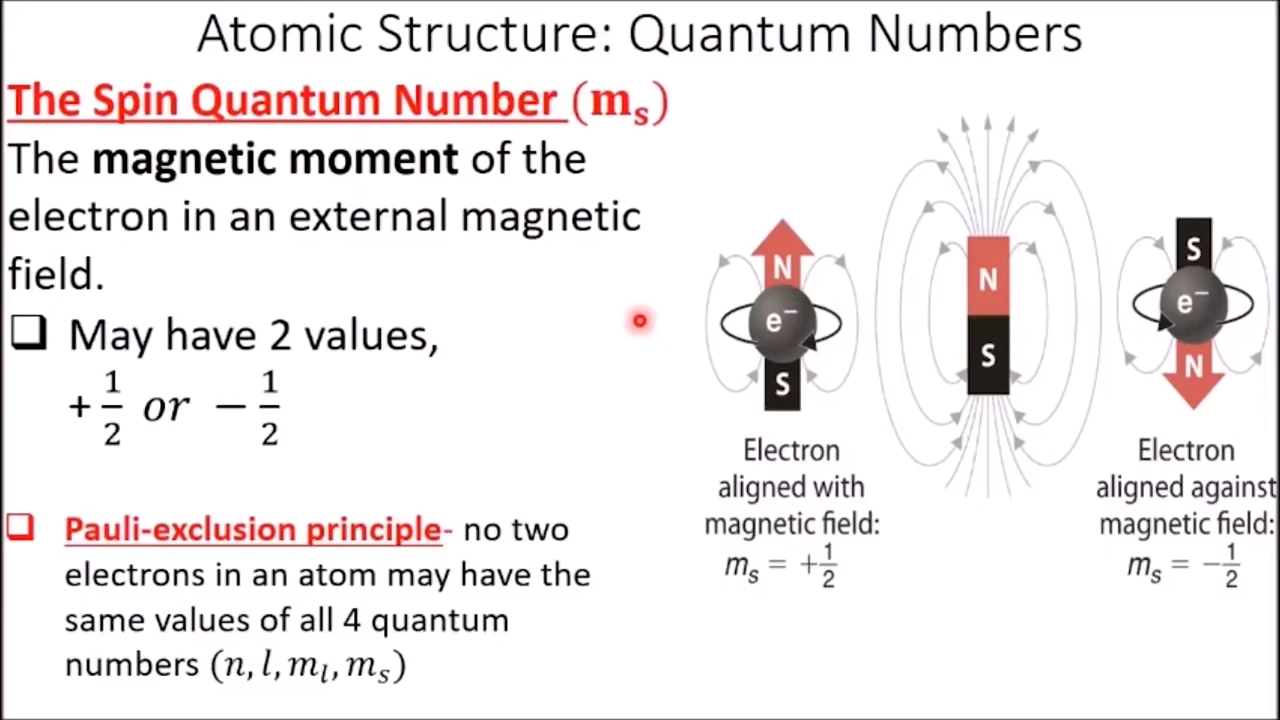 Atomic Structure: Quantum Numbers
The Spin Quantum Number (mₛ)
The magnetic moment of the
electron in an external magnetic
field.
❑ May have 2 values,
+1/2 or −1/2
❑ Pauli-exclusion principle- no two
electrons in an atom may have the
same values of all 4 quantum
numbers (n, l, mₗ, mₛ)
N
e⁻
S
Electron
aligned with
magnetic field:
mₛ = +1/2
N
S
S
e⁻
N
Electron
aligned against
magnetic field:
mₛ = −1/2